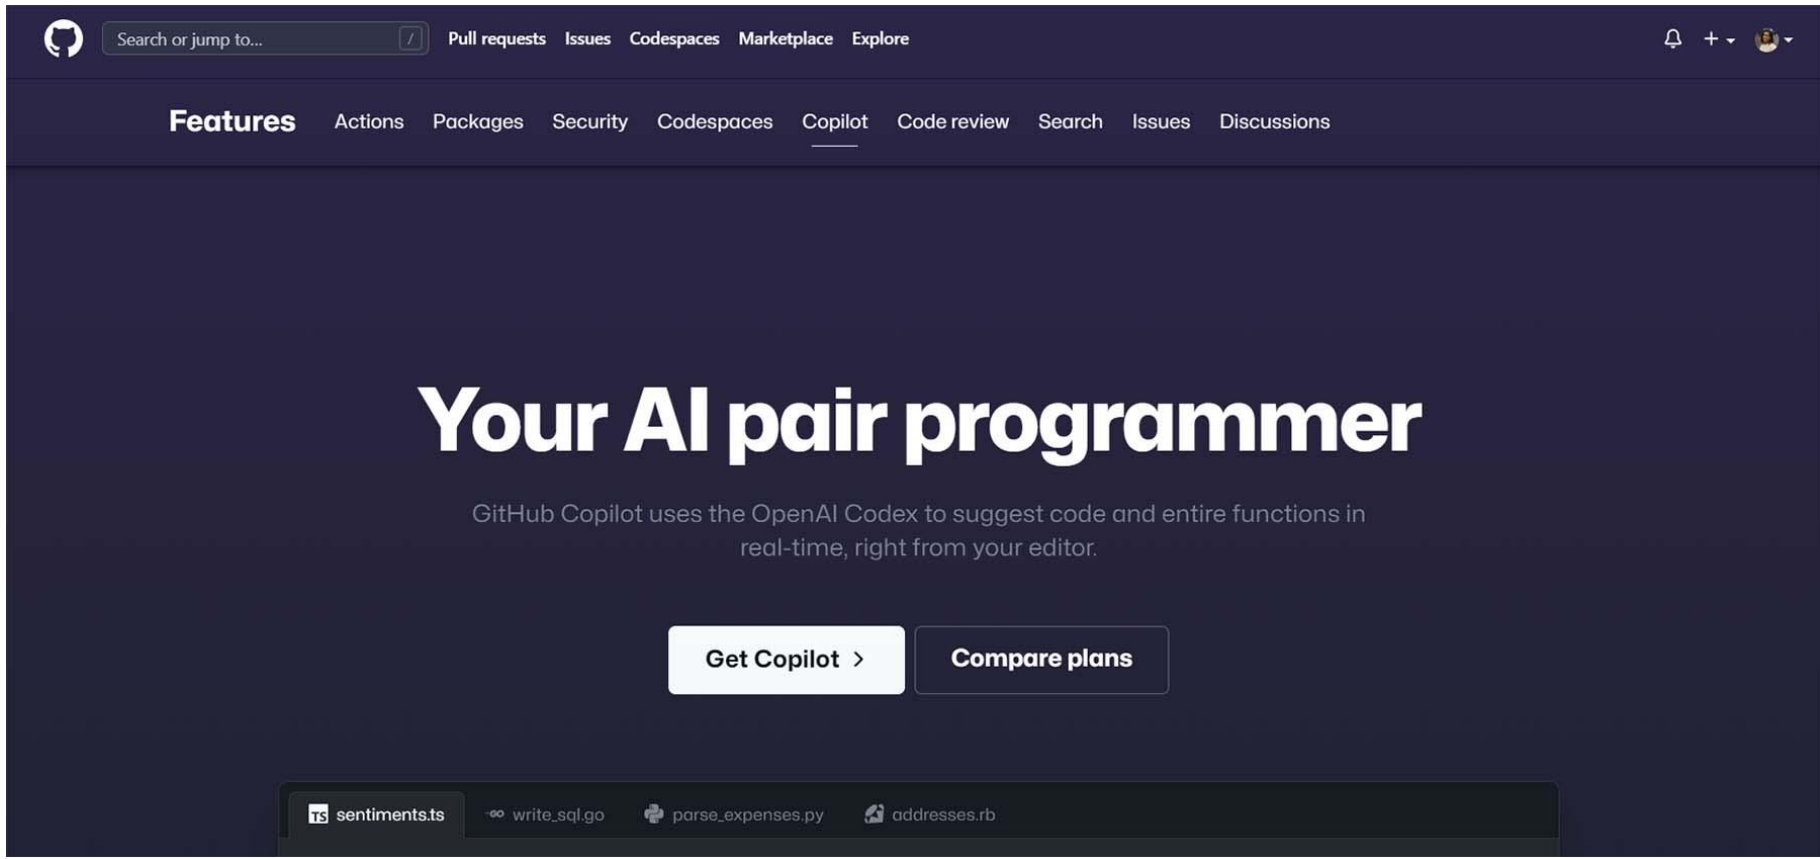 Search or jump to... /
Pull requests Issues Codespaces Marketplace Explore
Features Actions Packages Security Codespaces Copilot Code review Search Issues Discussions
Your AI pair programmer
GitHub Copilot uses the OpenAI Codex to suggest code and entire functions in
real-time, right from your editor.
Get Copilot >
Compare plans
TS sentiments.ts
GO write_sql.go
parse_expenses.py
addresses.rb